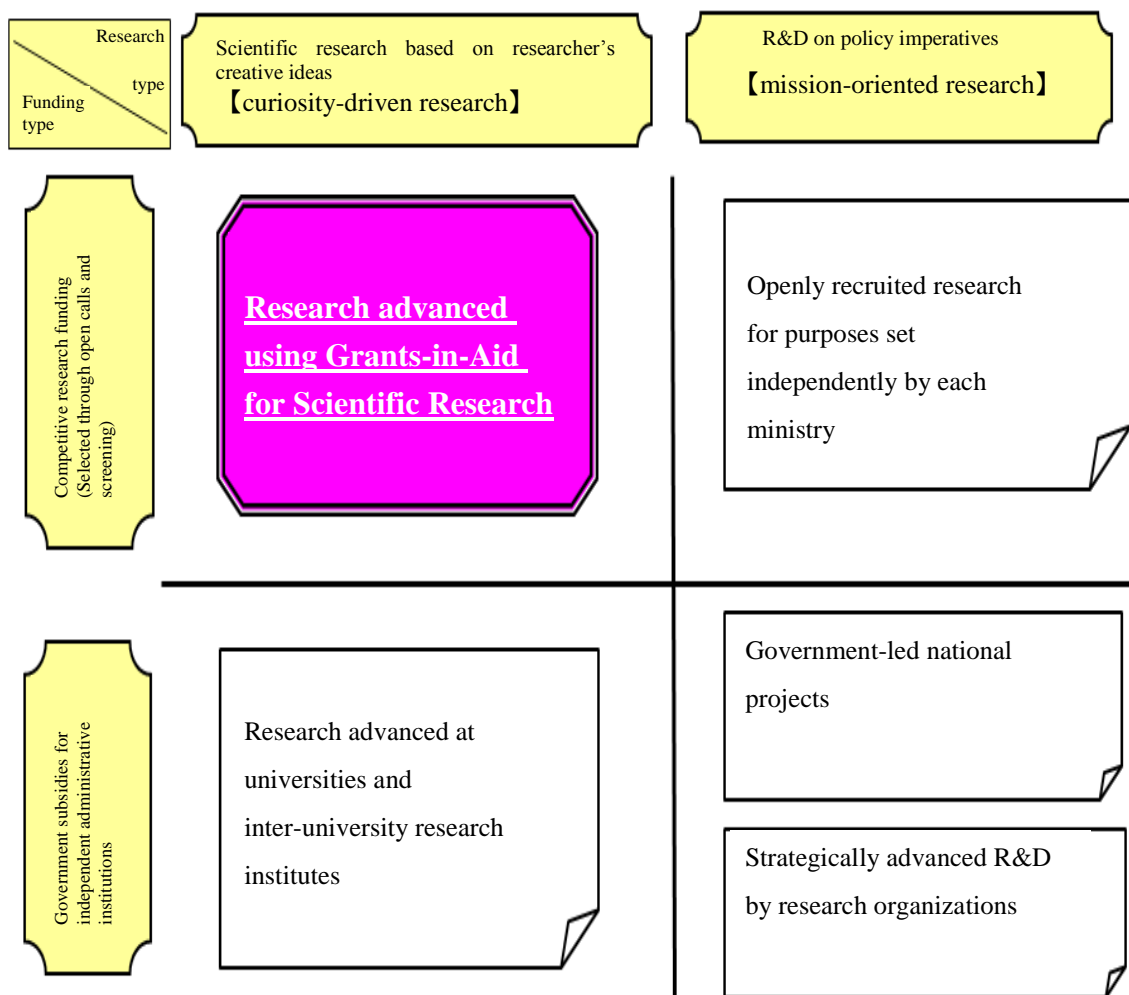 Research
type
Funding
type
Scientific research based on researcher’s
creative ideas
【curiosity-driven research】
R&D on policy imperatives
【mission-oriented research】
Competitive research funding
(Selected through open calls and
screening)
Research advanced
using Grants-in-Aid
for Scientific Research
Openly recruited research
for purposes set
independently by each
ministry
Government subsidies for
independent administrative
institutions
Research advanced at
universities and
inter-university research
institutes
Government-led national
projects
Strategically advanced R&D
by research organizations